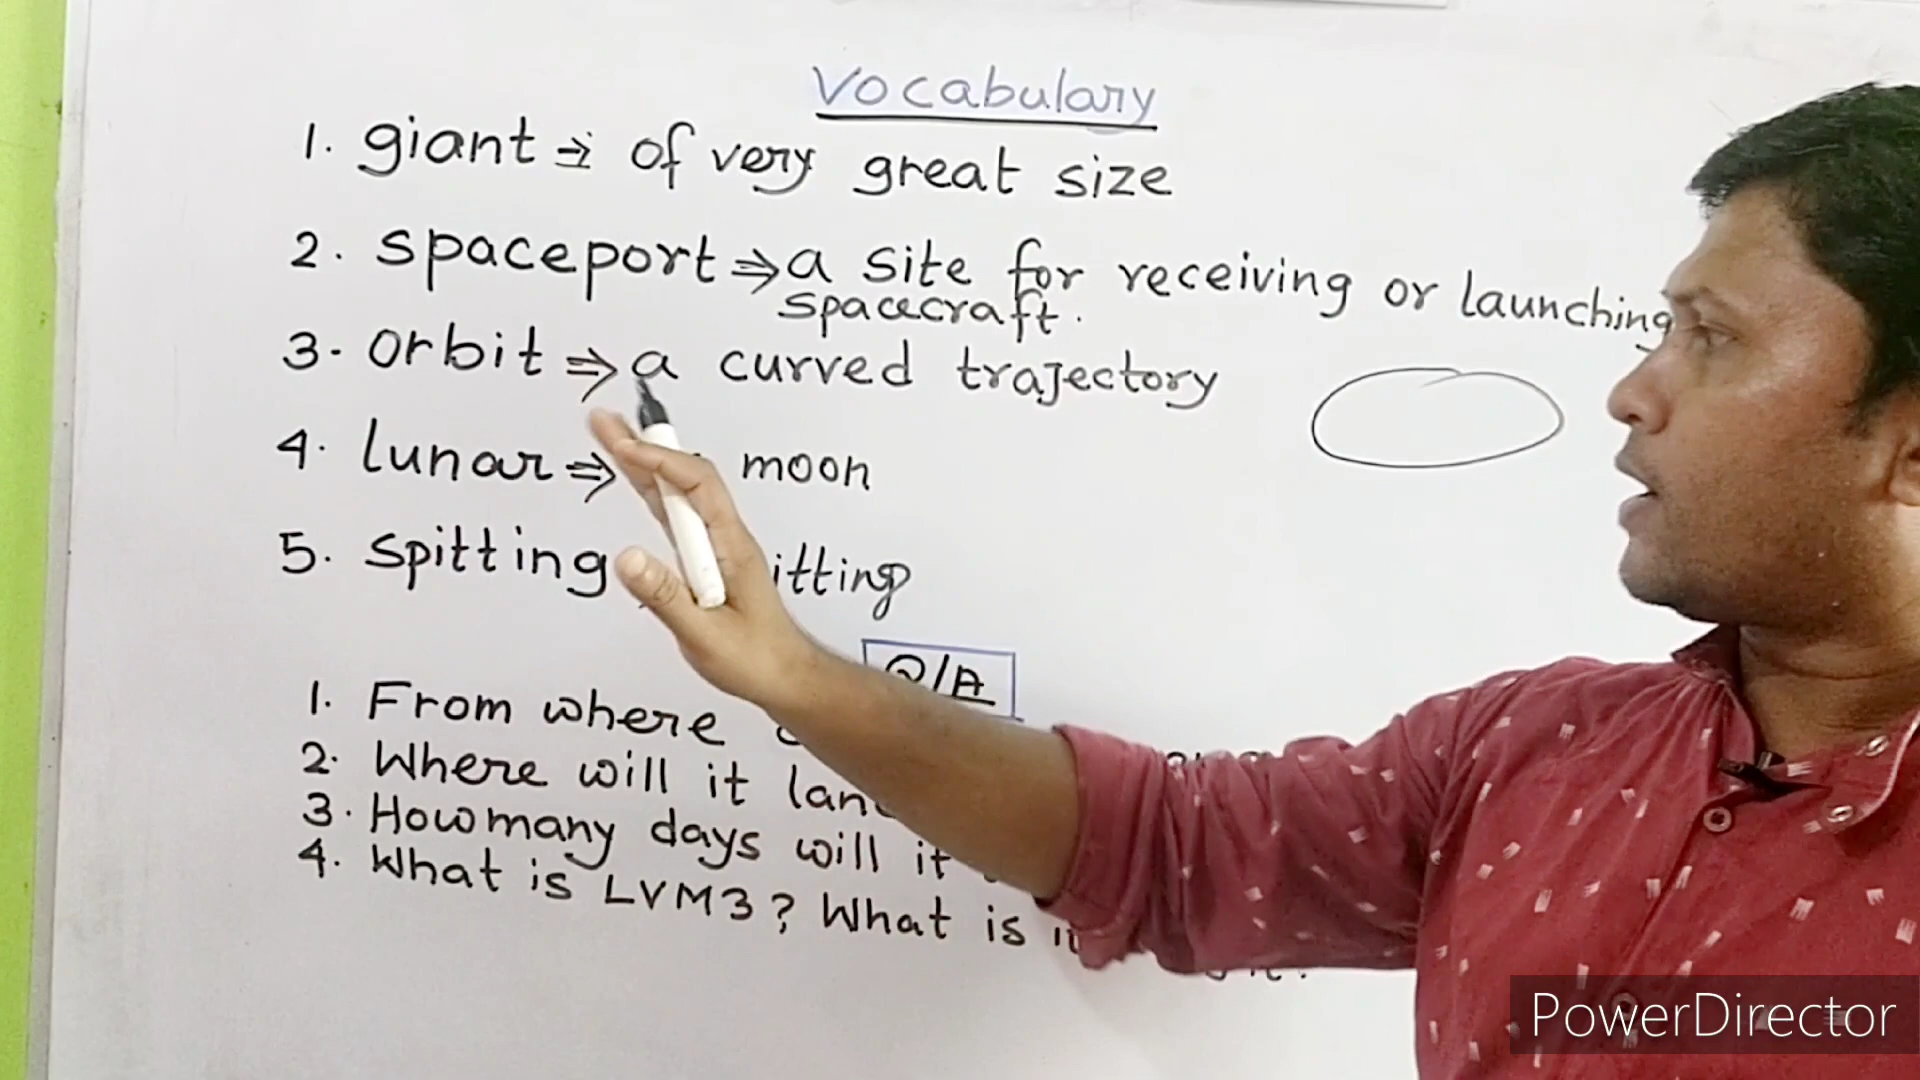 Vocabulary
1. giant ⇒ of very great size
2. spaceport ⇒ a site for receiving or launching
spacecraft.
3. orbit ⇒ a curved trajectory
4. lunar ⇒ moon
5. spitting
Q/A
1. From where
2. Where will it
3. How many days will it
4. What is LVM3? What is
PowerDirector